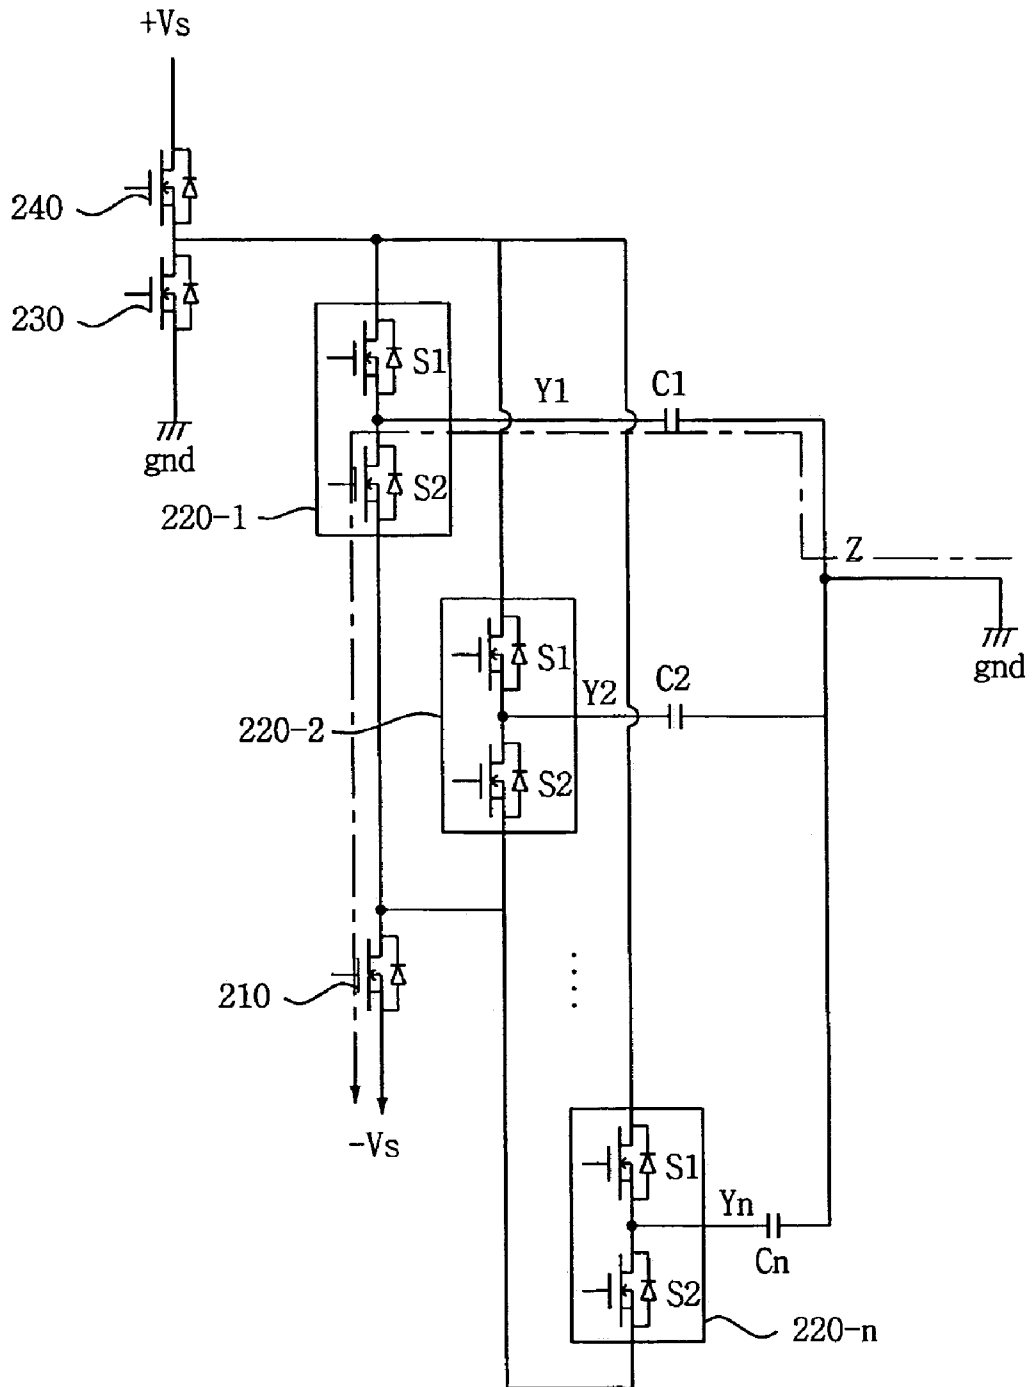 +Vs
240
230
gnd
S1
Y1
C1
S2
220-1
Z
gnd
S1
Y2
C2
220-2
S2
210
-Vs
S1
Yn
Cn
S2
220-n